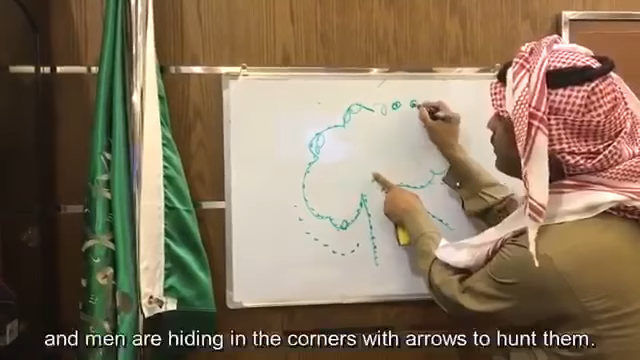 and men are hiding in the corners with arrows to hunt them.